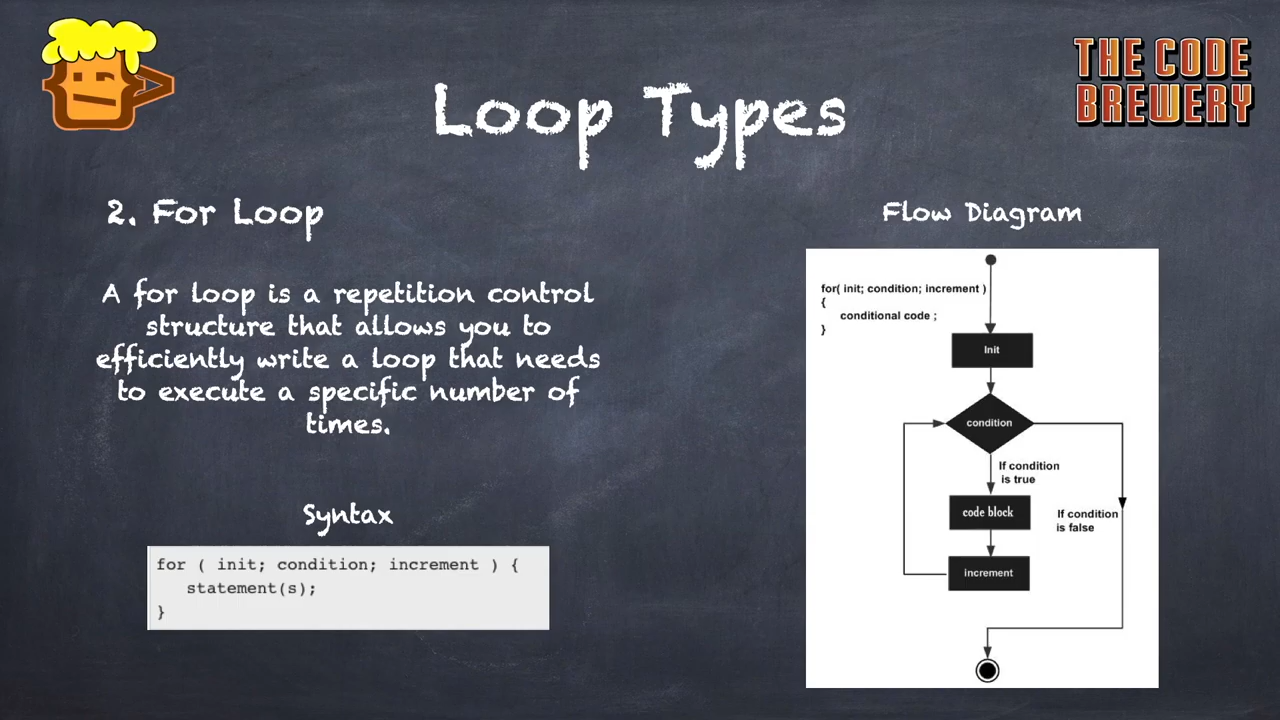 THE CODE
BREWERY
Loop Types
2. For Loop
A for loop is a repetition control
structure that allows you to
efficiently write a loop that needs
to execute a specific number of
times.
Syntax
for ( init; condition; increment ) {
statement(s);
}
Flow Diagram
for( init; condition; increment )
{
conditional code ;
}
Init
condition
If condition
is true
code block
If condition
is false
increment